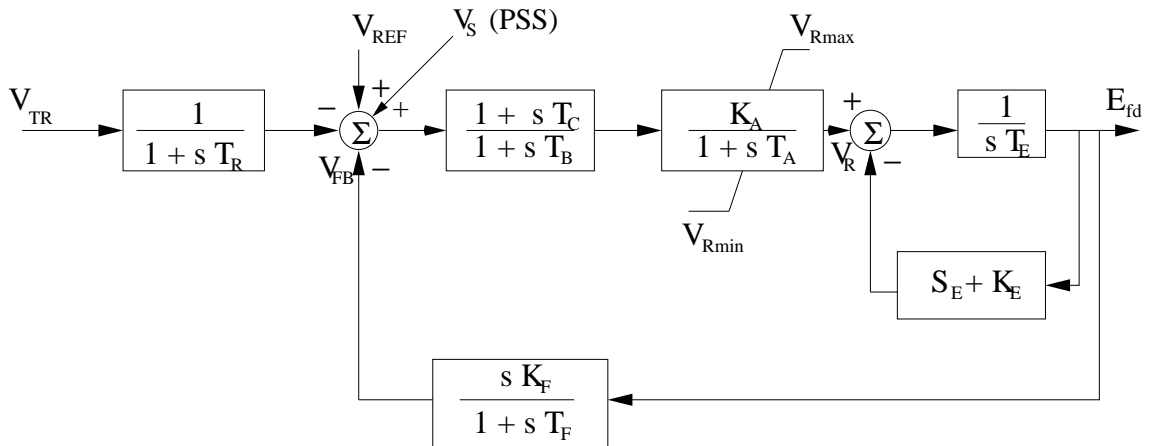 V_S (PSS)
V_REF
V_Rmax
V_TR
1
1 + s T_R
−
+
+
Σ
V_FB
−
1 + s T_C
1 + s T_B
K_A
1 + s T_A
V_Rmin
+
Σ
V_R
−
1
s T_E
E_fd
S_E + K_E
s K_F
1 + s T_F